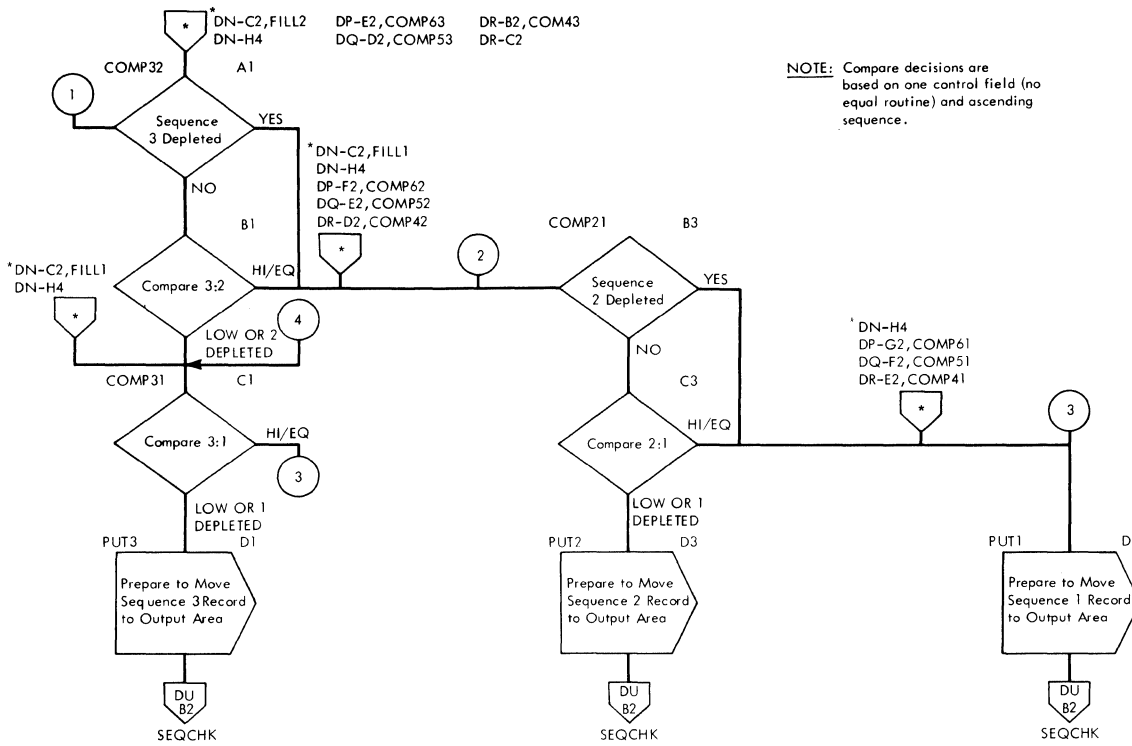 *DN-C2,FILL2 DP-E2,COMP63 DR-B2,COM43
* DN-H4 DQ-D2,COMP53 DR-C2
COMP32 A1
NOTE: Compare decisions are
based on one control field (no
equal routine) and ascending
sequence.
1
Sequence
3 Depleted
YES
NO
*DN-C2,FILL1
DN-H4
DP-F2,COMP62
DQ-E2,COMP52
DR-D2,COMP42
*
B1
COMP21 B3
*DN-C2,FILL1
DN-H4
*
Compare 3:2
HI/EQ
2
Sequence
2 Depleted
YES
LOW OR 2
DEPLETED
4
NO
*DN-H4
DP-G2,COMP61
DQ-F2,COMP51
DR-E2,COMP41
*
COMP31 C1
C3
3
Compare 3:1
HI/EQ
3
Compare 2:1
HI/EQ
LOW OR 1
DEPLETED
LOW OR 1
DEPLETED
PUT3 D1
PUT2 D3
PUT1 D
Prepare to Move
Sequence 3 Record
to Output Area
Prepare to Move
Sequence 2 Record
to Output Area
Prepare to Move
Sequence 1 Record
to Output Area
DU
B2
SEQCHK
DU
B2
SEQCHK
DU
B2
SEQCHK